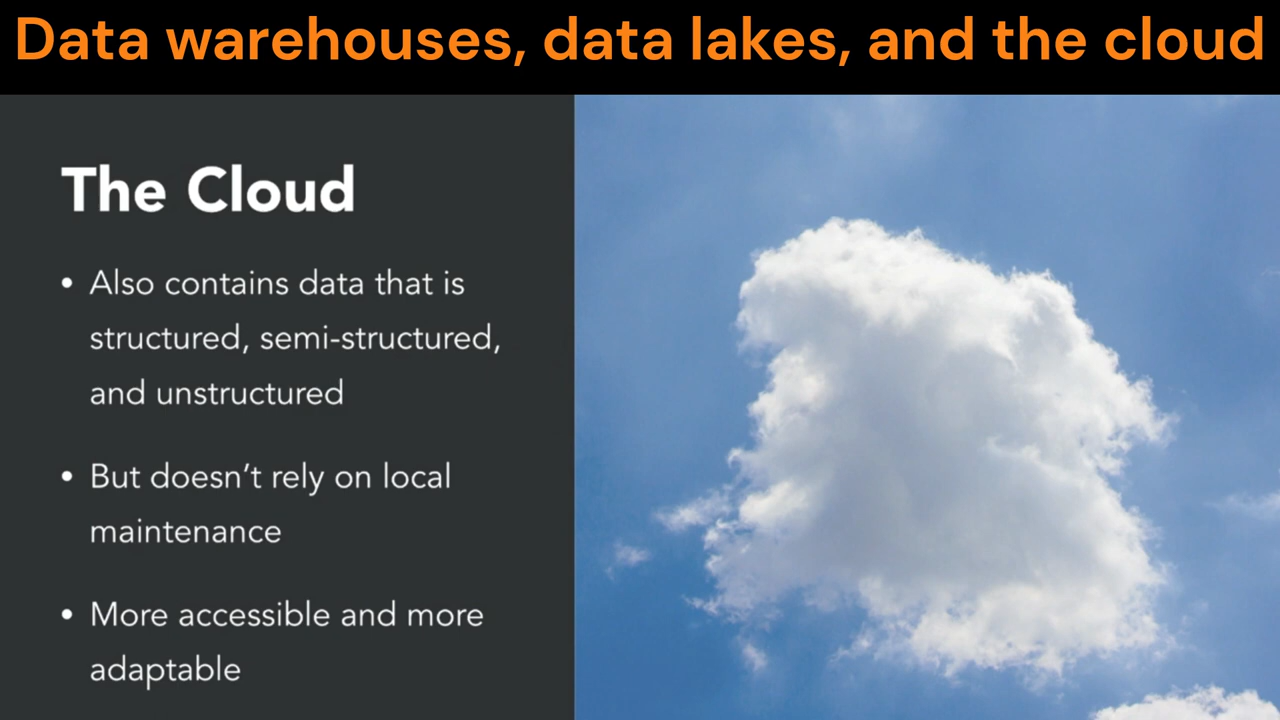 Data warehouses, data lakes, and the cloud
The Cloud
• Also contains data that is
structured, semi-structured,
and unstructured
• But doesn’t rely on local
maintenance
• More accessible and more
adaptable